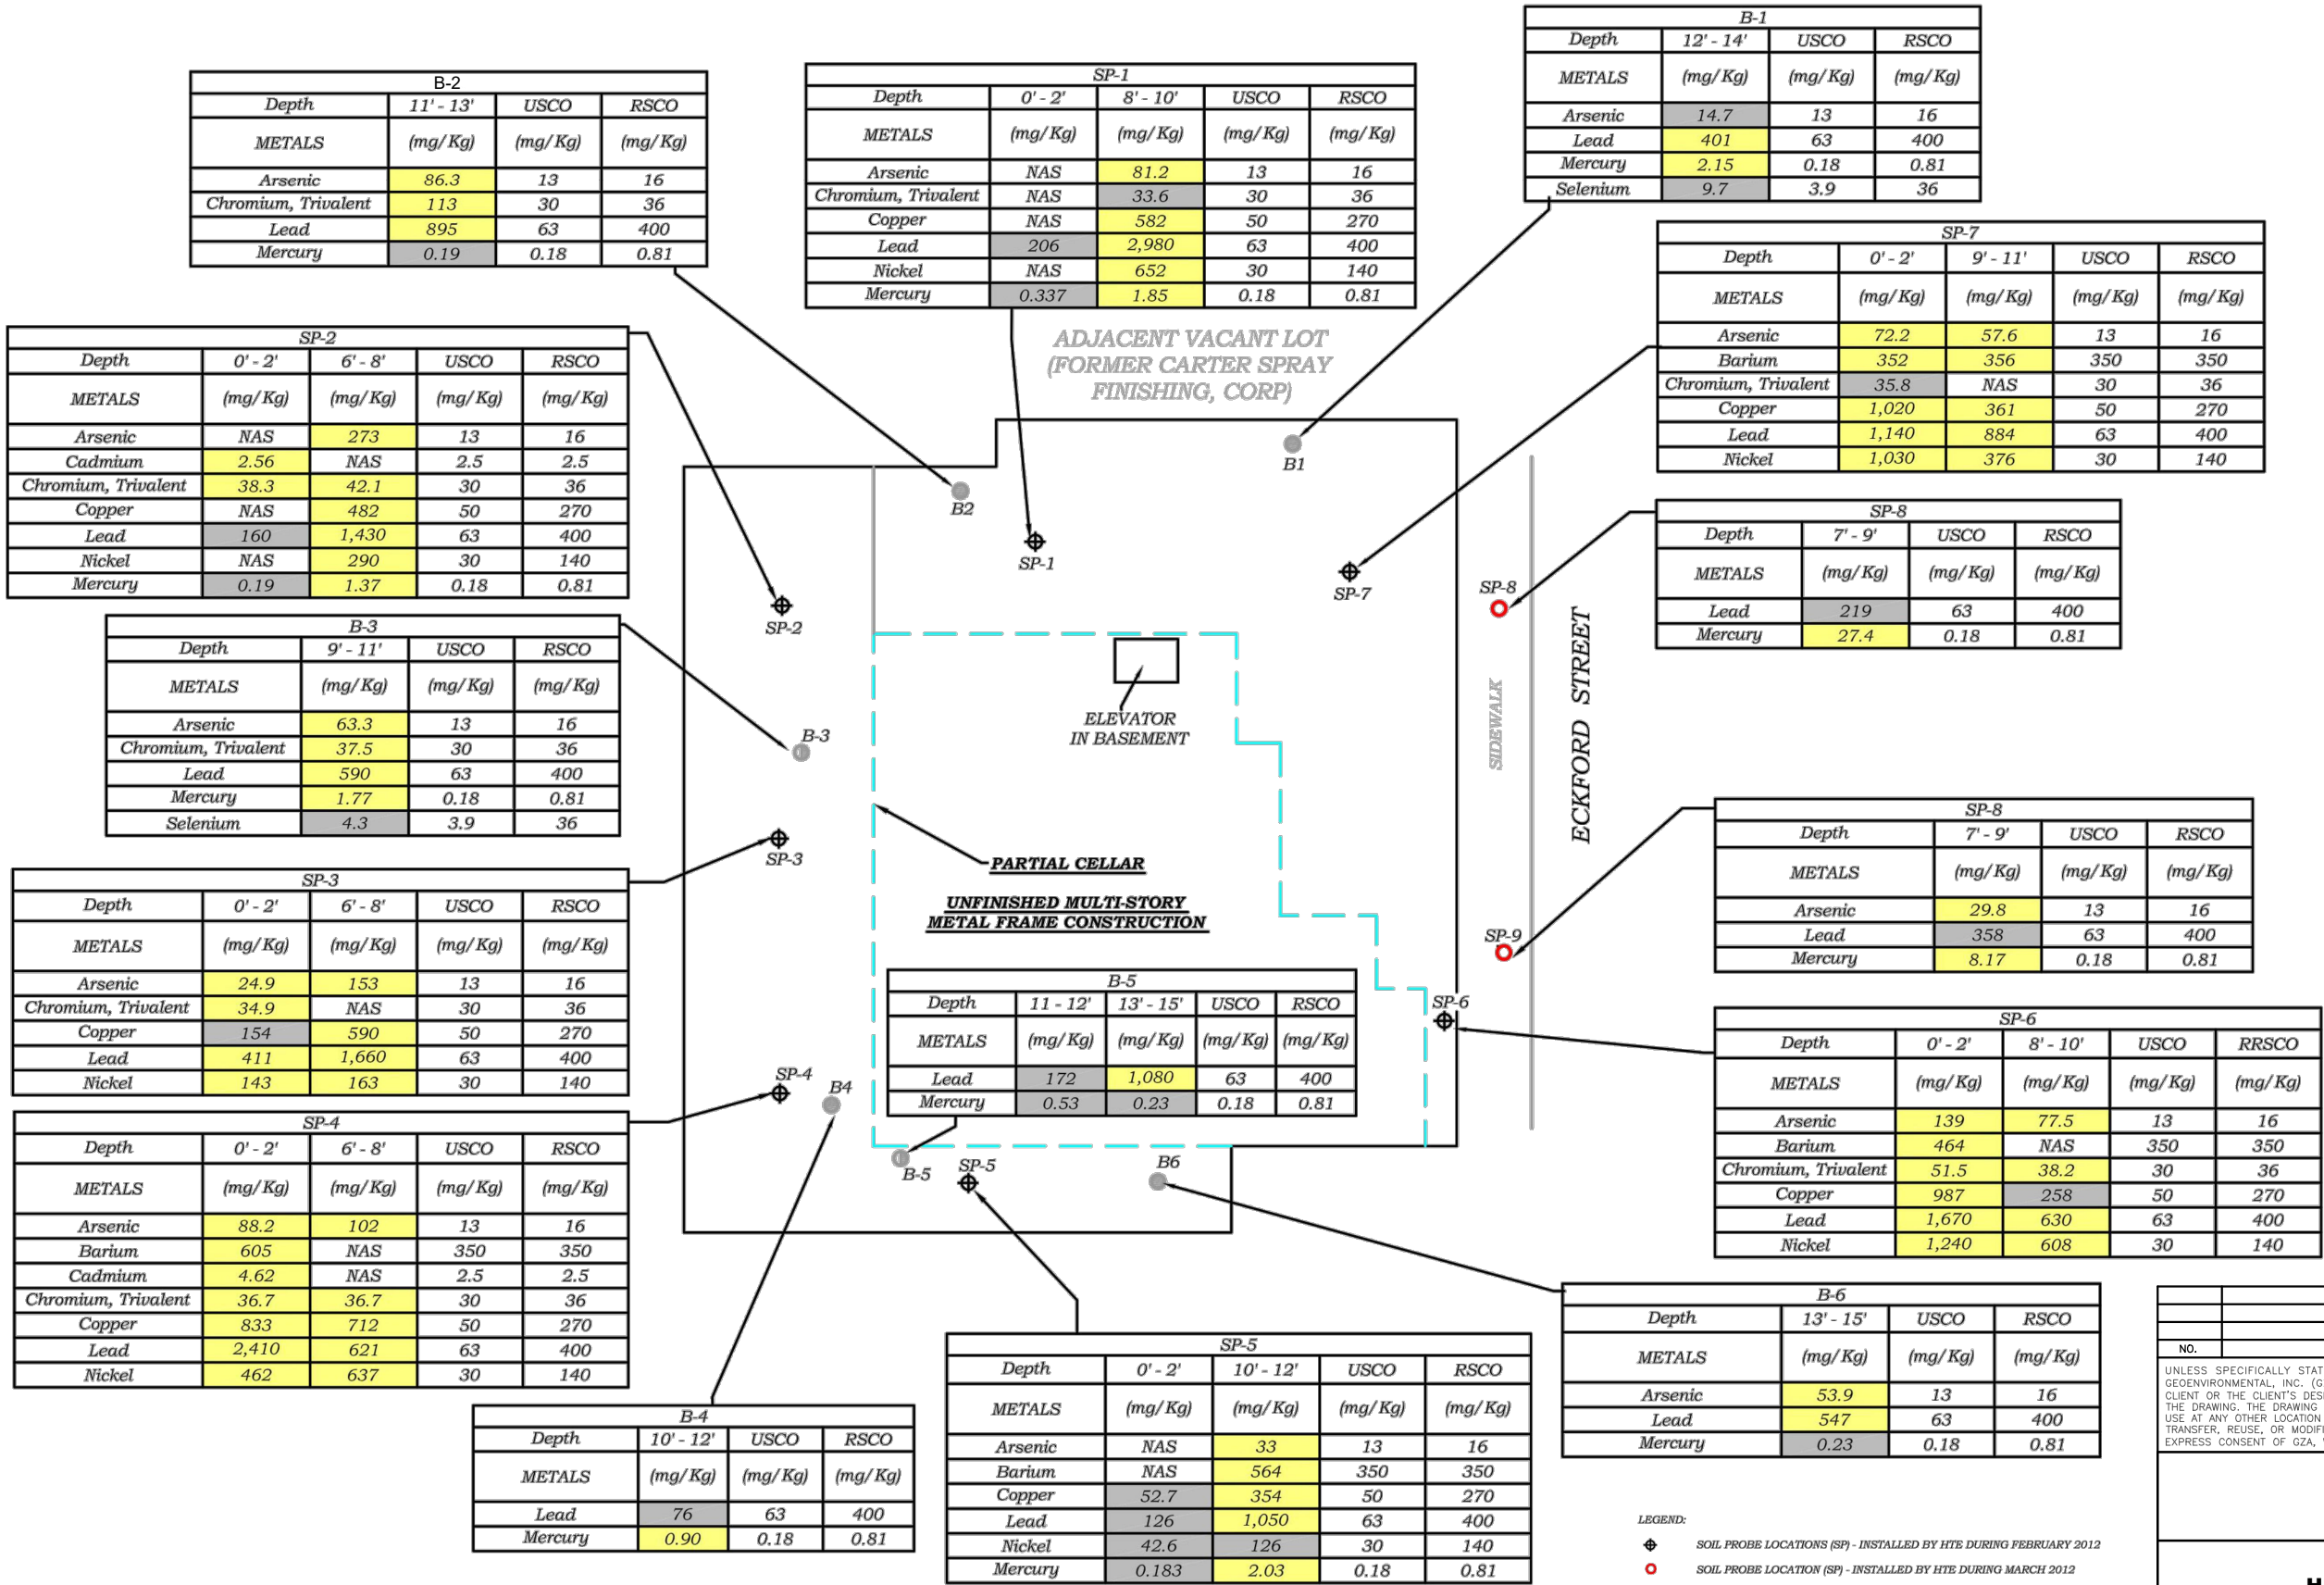 B-2
Depth 11' - 13' USCO RSCO
METALS (mg/Kg) (mg/Kg) (mg/Kg)
Arsenic 86.3 13 16
Chromium, Trivalent 113 30 36
Lead 895 63 400
Mercury 0.19 0.18 0.81
SP-1
Depth 0' - 2' 8' - 10' USCO RSCO
METALS (mg/Kg) (mg/Kg) (mg/Kg) (mg/Kg)
Arsenic NAS 81.2 13 16
Chromium, Trivalent NAS 33.6 30 36
Copper NAS 582 50 270
Lead 206 2,980 63 400
Nickel NAS 652 30 140
Mercury 0.337 1.85 0.18 0.81
B-1
Depth 12' - 14' USCO RSCO
METALS (mg/Kg) (mg/Kg) (mg/Kg)
Arsenic 14.7 13 16
Lead 401 63 400
Mercury 2.15 0.18 0.81
Selenium 9.7 3.9 36
SP-7
Depth 0' - 2' 9' - 11' USCO RSCO
METALS (mg/Kg) (mg/Kg) (mg/Kg) (mg/Kg)
Arsenic 72.2 57.6 13 16
Barium 352 356 350 350
Chromium, Trivalent 35.8 NAS 30 36
Copper 1,020 361 50 270
Lead 1,140 884 63 400
Nickel 1,030 376 30 140
SP-2
Depth 0' - 2' 6' - 8' USCO RSCO
METALS (mg/Kg) (mg/Kg) (mg/Kg) (mg/Kg)
Arsenic NAS 273 13 16
Cadmium 2.56 NAS 2.5 2.5
Chromium, Trivalent 38.3 42.1 30 36
Copper NAS 482 50 270
Lead 160 1,430 63 400
Nickel NAS 290 30 140
Mercury 0.19 1.37 0.18 0.81
ADJACENT VACANT LOT
(FORMER CARTER SPRAY
FINISHING, CORP)
B1
B2
SP-1
SP-7
SP-2
SP-8
SP-8
Depth 7' - 9' USCO RSCO
METALS (mg/Kg) (mg/Kg) (mg/Kg)
Lead 219 63 400
Mercury 27.4 0.18 0.81
B-3
Depth 9' - 11' USCO RSCO
METALS (mg/Kg) (mg/Kg) (mg/Kg)
Arsenic 63.3 13 16
Chromium, Trivalent 37.5 30 36
Lead 590 63 400
Mercury 1.77 0.18 0.81
Selenium 4.3 3.9 36
B-3
ELEVATOR
IN BASEMENT
SIDEWALK
ECKFORD STREET
SP-3
PARTIAL CELLAR
UNFINISHED MULTI-STORY
METAL FRAME CONSTRUCTION
SP-9
SP-8
Depth 7' - 9' USCO RSCO
METALS (mg/Kg) (mg/Kg) (mg/Kg)
Arsenic 29.8 13 16
Lead 358 63 400
Mercury 8.17 0.18 0.81
SP-3
Depth 0' - 2' 6' - 8' USCO RSCO
METALS (mg/Kg) (mg/Kg) (mg/Kg) (mg/Kg)
Arsenic 24.9 153 13 16
Chromium, Trivalent 34.9 NAS 30 36
Copper 154 590 50 270
Lead 411 1,660 63 400
Nickel 143 163 30 140
B-5
Depth 11 - 12' 13' - 15' USCO RSCO
METALS (mg/Kg) (mg/Kg) (mg/Kg) (mg/Kg)
Lead 172 1,080 63 400
Mercury 0.53 0.23 0.18 0.81
SP-6
SP-6
Depth 0' - 2' 8' - 10' USCO RRSCO
METALS (mg/Kg) (mg/Kg) (mg/Kg) (mg/Kg)
Arsenic 139 77.5 13 16
Barium 464 NAS 350 350
Chromium, Trivalent 51.5 38.2 30 36
Copper 987 258 50 270
Lead 1,670 630 63 400
Nickel 1,240 608 30 140
SP-4
B4
B-5
SP-5
B6
SP-4
Depth 0' - 2' 6' - 8' USCO RSCO
METALS (mg/Kg) (mg/Kg) (mg/Kg) (mg/Kg)
Arsenic 88.2 102 13 16
Barium 605 NAS 350 350
Cadmium 4.62 NAS 2.5 2.5
Chromium, Trivalent 36.7 36.7 30 36
Copper 833 712 50 270
Lead 2,410 621 63 400
Nickel 462 637 30 140
B-4
Depth 10' - 12' USCO RSCO
METALS (mg/Kg) (mg/Kg) (mg/Kg)
Lead 76 63 400
Mercury 0.90 0.18 0.81
SP-5
Depth 0' - 2' 10' - 12' USCO RSCO
METALS (mg/Kg) (mg/Kg) (mg/Kg) (mg/Kg)
Arsenic NAS 33 13 16
Barium NAS 564 350 350
Copper 52.7 354 50 270
Lead 126 1,050 63 400
Nickel 42.6 126 30 140
Mercury 0.183 2.03 0.18 0.81
B-6
Depth 13' - 15' USCO RSCO
METALS (mg/Kg) (mg/Kg) (mg/Kg)
Arsenic 53.9 13 16
Lead 547 63 400
Mercury 0.23 0.18 0.81
LEGEND:
SOIL PROBE LOCATIONS (SP) - INSTALLED BY HTE DURING FEBRUARY 2012
SOIL PROBE LOCATION (SP) - INSTALLED BY HTE DURING MARCH 2012
NO.
UNLESS SPECIFICALLY STAT
GEOENVIRONMENTAL, INC. (G
CLIENT OR THE CLIENT'S DES
THE DRAWING. THE DRAWING
USE AT ANY OTHER LOCATION
TRANSFER, REUSE, OR MODIF
EXPRESS CONSENT OF GZA,